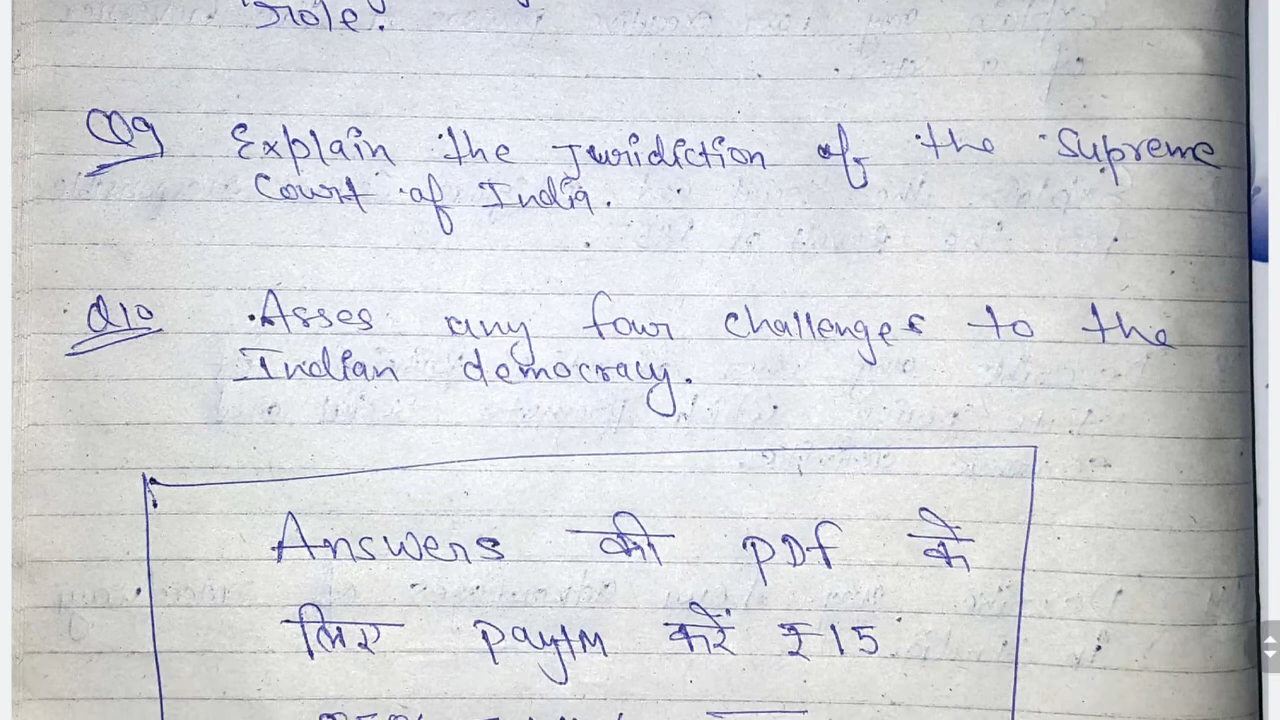 role.
Q9 Explain the Juridiction of the Supreme
Court of India.
Q10 Asses any four challenges to the
Indian democracy.
Answers की PDF के
लिए paytm करें ₹15